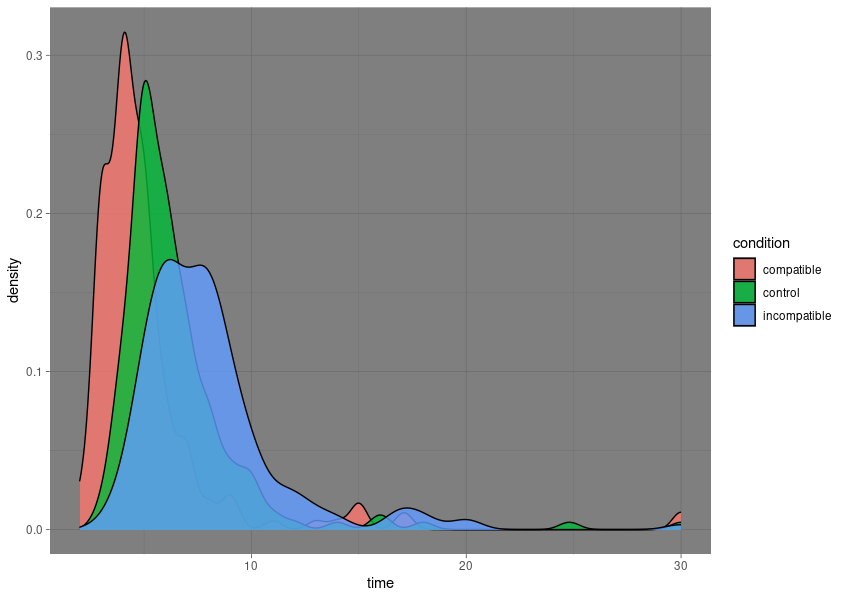 0.3
0.2
0.1
0.0
density
10
20
30
time
condition
compatible
control
incompatible